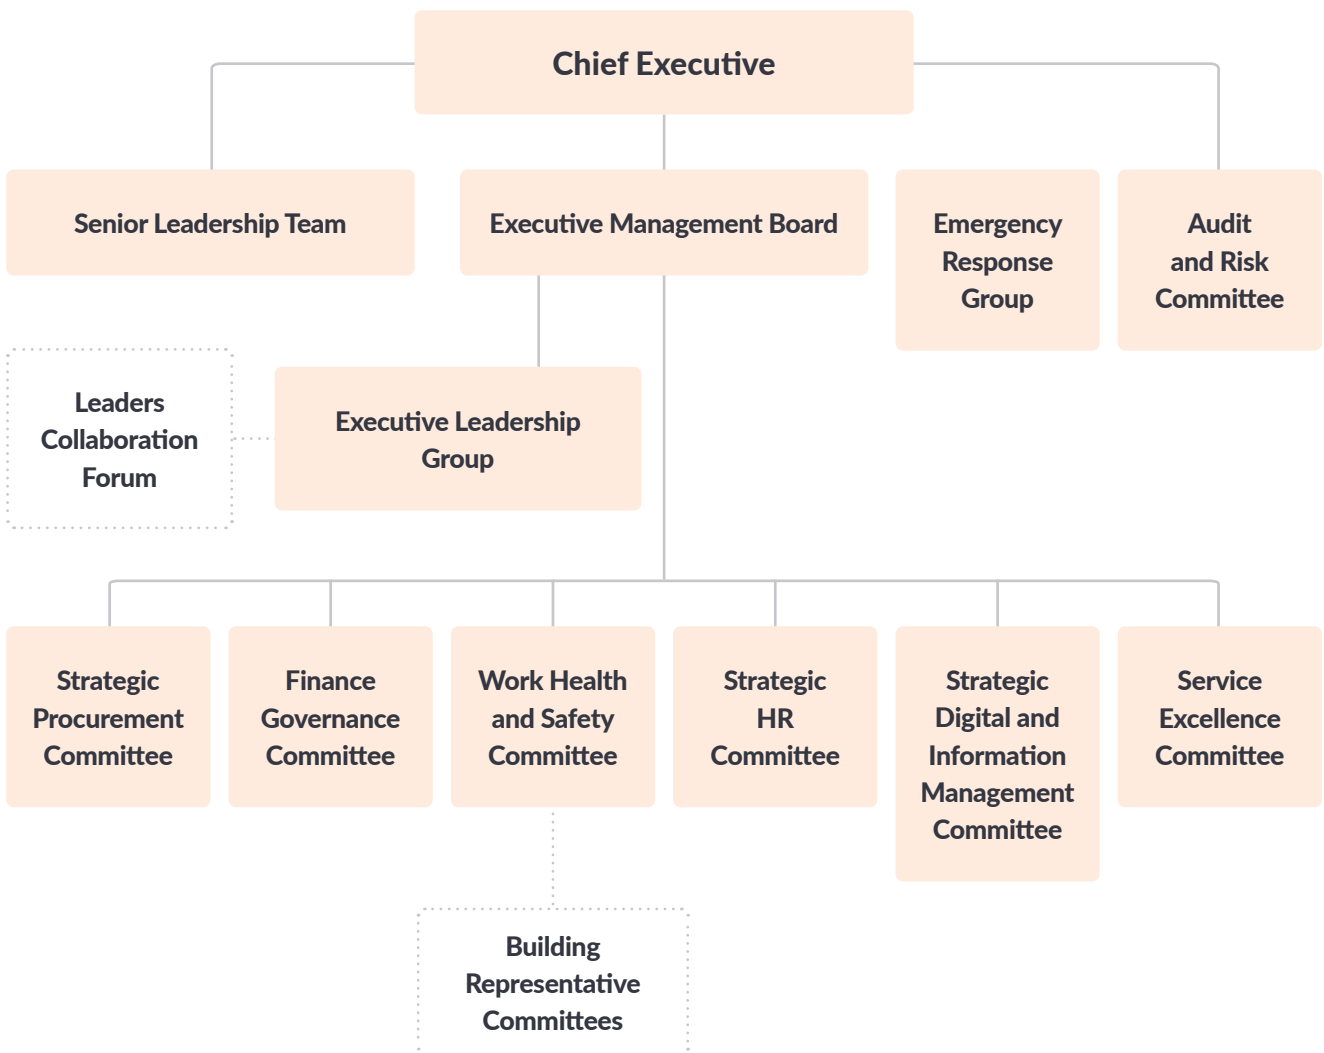 Chief Executive
Senior Leadership Team
Executive Management Board
Emergency
Response
Group
Audit
and Risk
Committee
Leaders
Collaboration
Forum
Executive Leadership
Group
Strategic
Procurement
Committee
Finance
Governance
Committee
Work Health
and Safety
Committee
Strategic
HR
Committee
Strategic
Digital and
Information
Management
Committee
Service
Excellence
Committee
Building
Representative
Committees